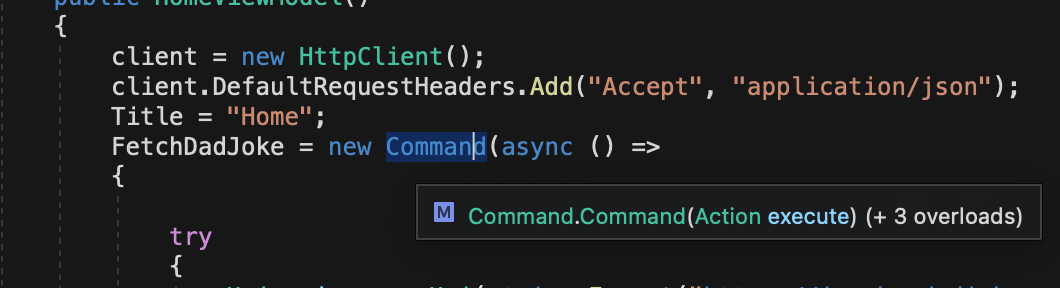 public HomeViewModel()
{
client = new HttpClient();
client.DefaultRequestHeaders.Add("Accept", "application/json");
Title = "Home";
FetchDadJoke = new Command(async () =>
{
M Command.Command(Action execute) (+ 3 overloads)
try
{